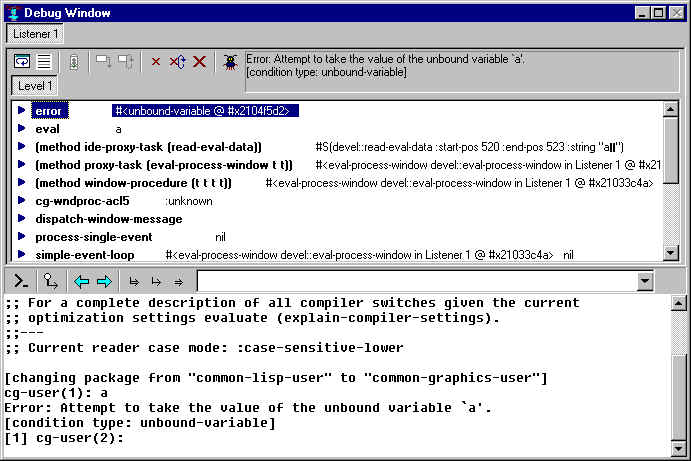 Debug Window
Listener 1
Error: Attempt to take the value of the unbound variable `a'.
[condition type: unbound-variable]
Level 1
error #<unbound-variable @ #x2104f5d2>
eval a
(method ide-proxy-task (read-eval-data)) #S(devel::read-eval-data :start-pos 520 :end-pos 523 :string "a||")
(method proxy-task (eval-process-window t t)) #<eval-process-window devel::eval-process-window in Listener 1 @ #x21
(method window-procedure (t t t t)) #<eval-process-window devel::eval-process-window in Listener 1 @ #x21033c4a>
cg-wndproc-acl5 :unknown
dispatch-window-message
process-single-event nil
simple-event-loop #<eval-process-window devel::eval-process-window in Listener 1 @ #x21033c4a> nil
;; For a complete description of all compiler switches given the current
;; optimization settings evaluate (explain-compiler-settings).
;;---
;; Current reader case mode: :case-sensitive-lower
[changing package from "common-lisp-user" to "common-graphics-user"]
cg-user(1): a
Error: Attempt to take the value of the unbound variable `a'.
[condition type: unbound-variable]
[1] cg-user(2):